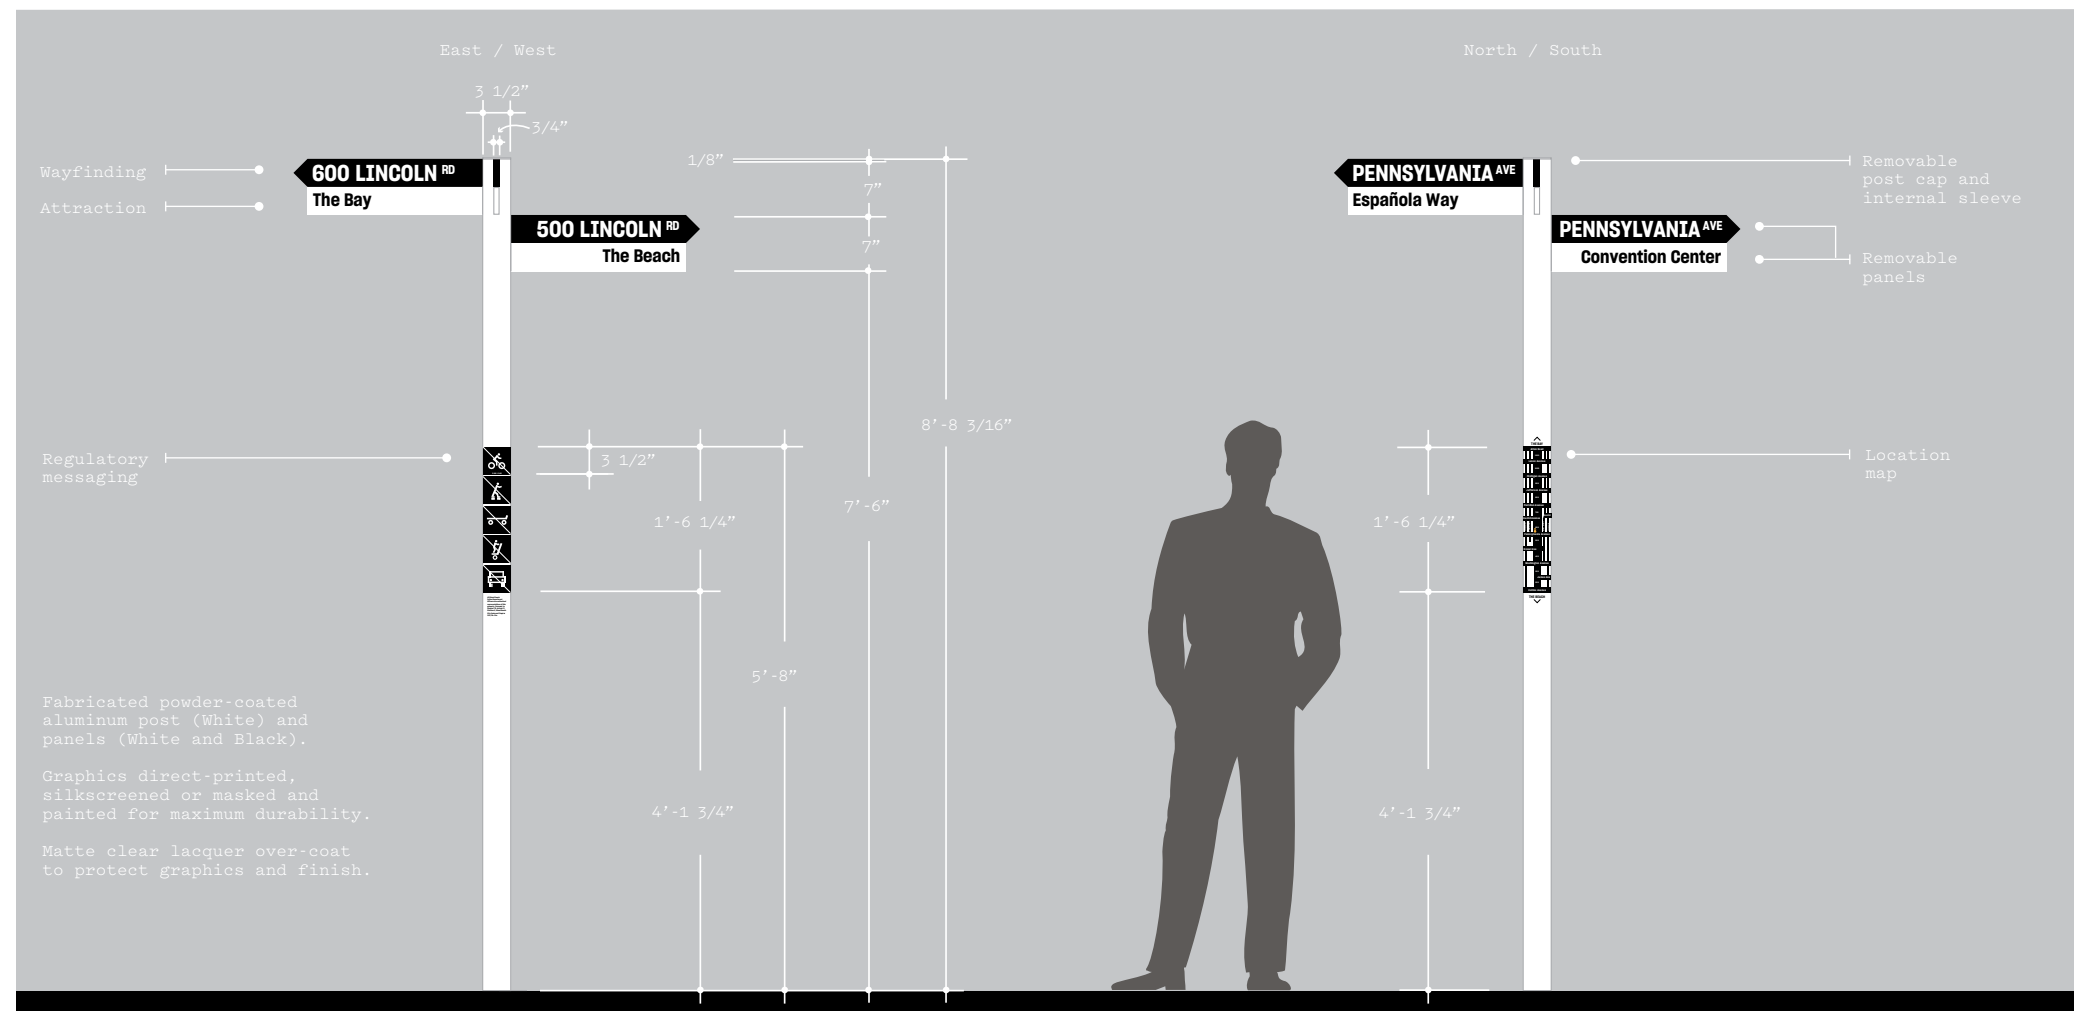 East / West
North / South
3 1/2”
3/4”
Wayfinding
Attraction
600 LINCOLN RD
The Bay
500 LINCOLN RD
The Beach
1/8”
7”
7”
8’-8 3/16”
7’-6”
3 1/2”
1’-6 1/4”
5’-8”
4’-1 3/4”
Regulatory
messaging
Fabricated powder-coated
aluminum post (White) and
panels (White and Black).
Graphics direct-printed,
silkscreened or masked and
painted for maximum durability.
Matte clear lacquer over-coat
to protect graphics and finish.
PENNSYLVANIA AVE
Española Way
PENNSYLVANIA AVE
Convention Center
Removable
post cap and
internal sleeve
Removable
panels
1’-6 1/4”
4’-1 3/4”
THE BAY
THE BEACH
Location
map